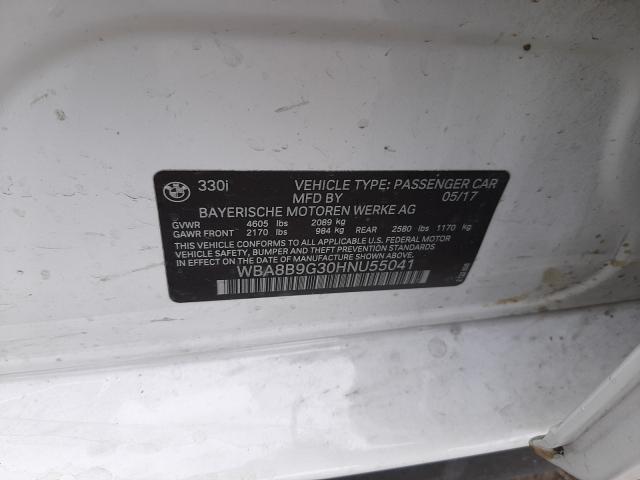 330i VEHICLE TYPE: PASSENGER CAR
MFD BY 05/17
BAYERISCHE MOTOREN WERKE AG
GVWR 4605 lbs 2089 kg
GAWR FRONT 2170 lbs 984 kg REAR 2580 lbs 1170 kg
THIS VEHICLE CONFORMS TO ALL APPLICABLE U.S. FEDERAL MOTOR
VEHICLE SAFETY, BUMPER AND THEFT PREVENTION STANDARDS
IN EFFECT ON THE DATE OF MANUFACTURE SHOWN ABOVE.
WBA8B9G30HNU55041